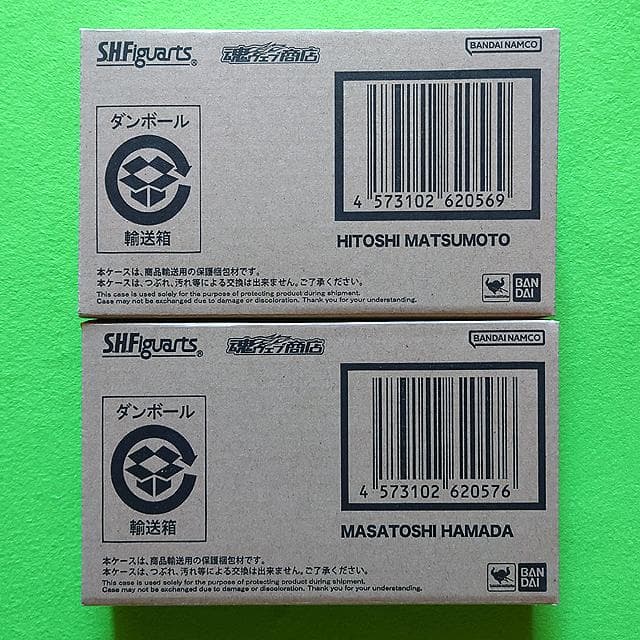 S.H.Figuarts®
魂ウェブ商店
BANDAI NAMCO
ダンボール
輸送箱
4 573102 620569
HITOSHI MATSUMOTO
本ケースは、商品輸送用の保護梱包材です。
本ケースは、つぶれ、汚れ等による交換は出来ません。ご了承ください。
This case is used solely for the purpose of protecting product during shipment.
Case may not be exchanged due to damage or discoloration. Thank you for your understanding.
BAN
DAI
S.H.Figuarts®
魂ウェブ商店
BANDAI NAMCO
ダンボール
輸送箱
4 573102 620576
MASATOSHI HAMADA
本ケースは、商品輸送用の保護梱包材です。
本ケースは、つぶれ、汚れ等による交換は出来ません。ご了承ください。
This case is used solely for the purpose of protecting product during shipment.
Case may not be exchanged due to damage or discoloration. Thank you for your understanding.
BAN
DAI